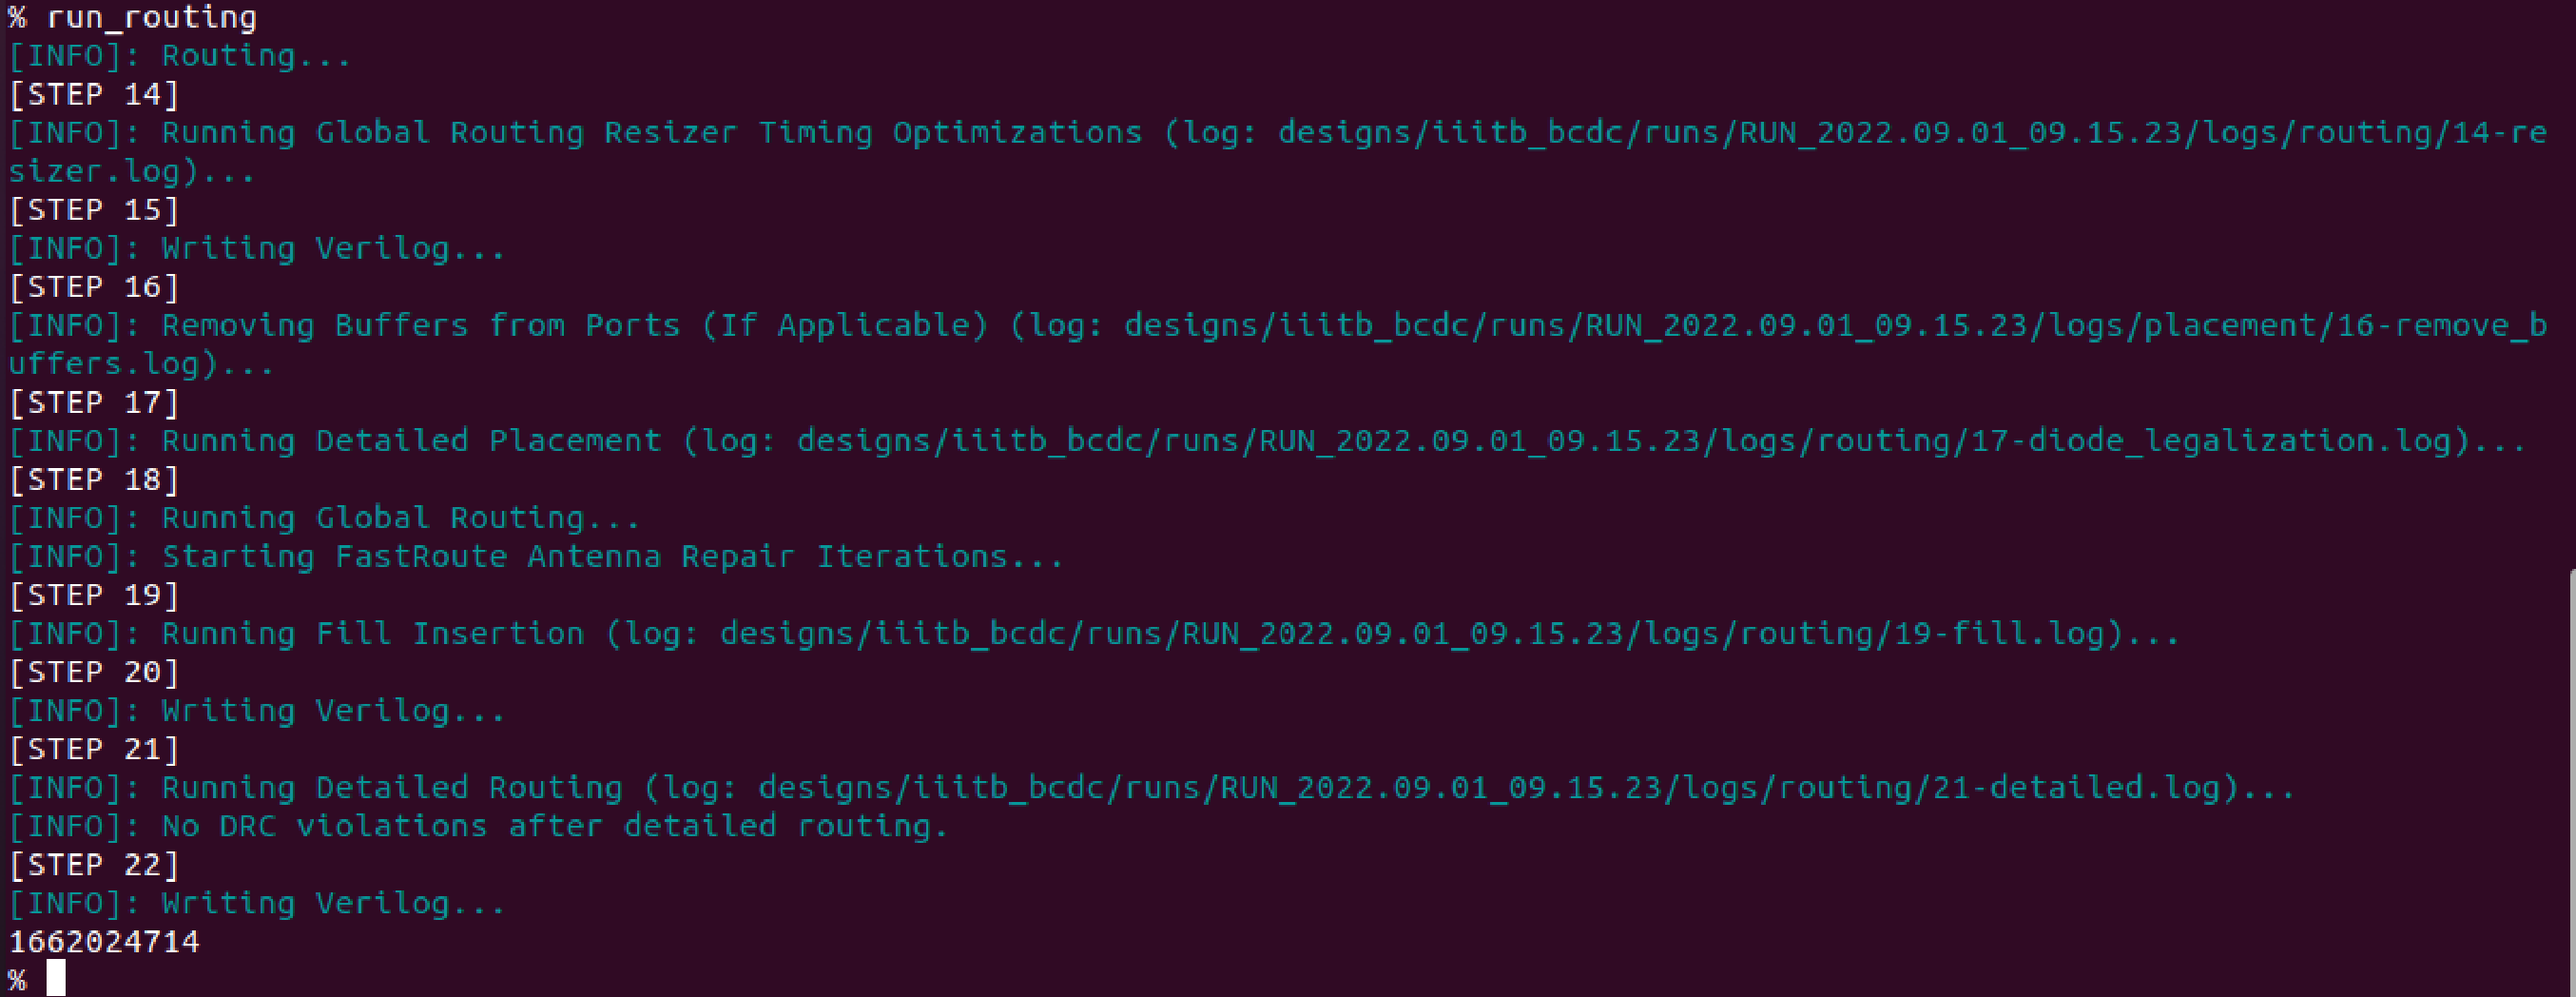 % run_routing
[INFO]: Routing...
[STEP 14]
[INFO]: Running Global Routing Resizer Timing Optimizations (log: designs/iiitb_bcdc/runs/RUN_2022.09.01_09.15.23/logs/routing/14-re
sizer.log)...
[STEP 15]
[INFO]: Writing Verilog...
[STEP 16]
[INFO]: Removing Buffers from Ports (If Applicable) (log: designs/iiitb_bcdc/runs/RUN_2022.09.01_09.15.23/logs/placement/16-remove_b
uffers.log)...
[STEP 17]
[INFO]: Running Detailed Placement (log: designs/iiitb_bcdc/runs/RUN_2022.09.01_09.15.23/logs/routing/17-diode_legalization.log)...
[STEP 18]
[INFO]: Running Global Routing...
[INFO]: Starting FastRoute Antenna Repair Iterations...
[STEP 19]
[INFO]: Running Fill Insertion (log: designs/iiitb_bcdc/runs/RUN_2022.09.01_09.15.23/logs/routing/19-fill.log)...
[STEP 20]
[INFO]: Writing Verilog...
[STEP 21]
[INFO]: Running Detailed Routing (log: designs/iiitb_bcdc/runs/RUN_2022.09.01_09.15.23/logs/routing/21-detailed.log)...
[INFO]: No DRC violations after detailed routing.
[STEP 22]
[INFO]: Writing Verilog...
1662024714
%